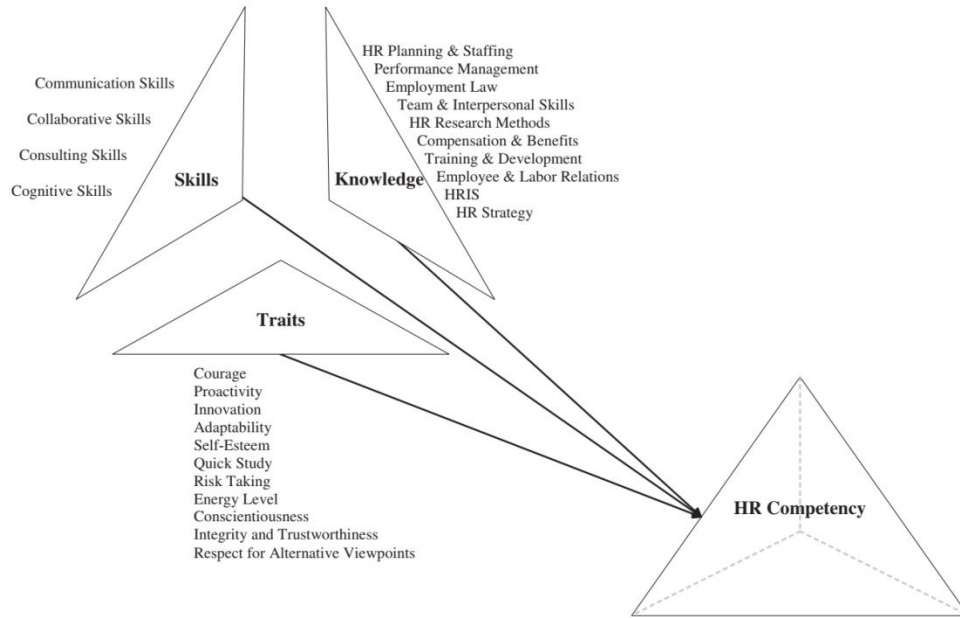 Communication Skills
Collaborative Skills
Consulting Skills
Cognitive Skills
Skills
HR Planning & Staffing
Performance Management
Employment Law
Team & Interpersonal Skills
HR Research Methods
Compensation & Benefits
Training & Development
Employee & Labor Relations
HRIS
HR Strategy
Knowledge
Traits
Courage
Proactivity
Innovation
Adaptability
Self-Esteem
Quick Study
Risk Taking
Energy Level
Conscientiousness
Integrity and Trustworthiness
Respect for Alternative Viewpoints
HR Competency